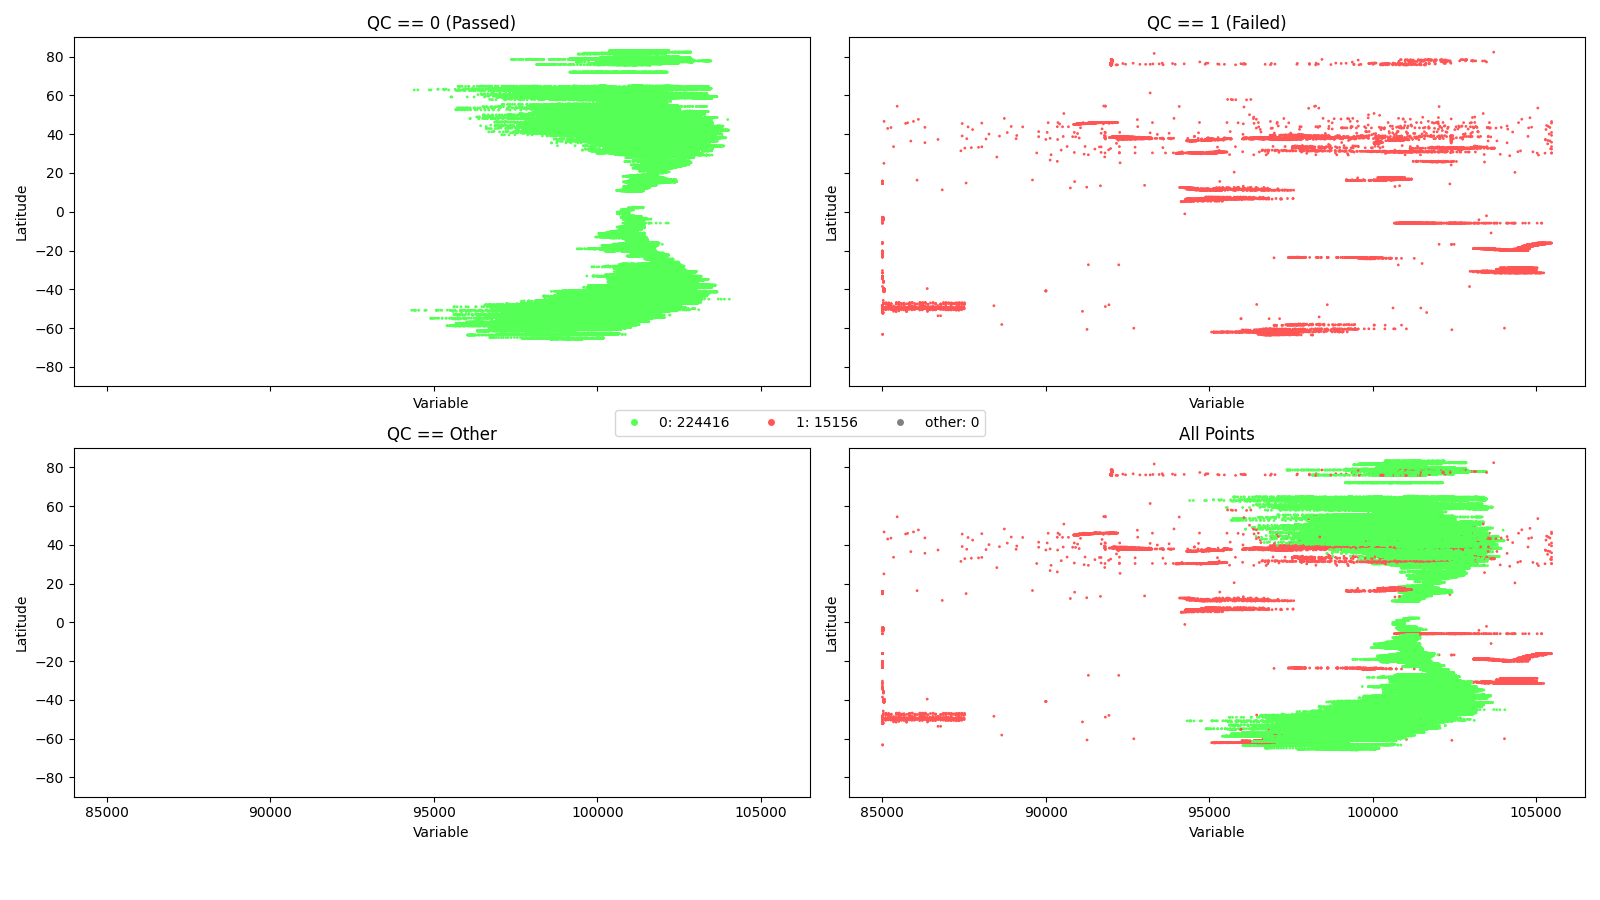 QC == 0 (Passed)
QC == 1 (Failed)
80
60
40
20
0
−20
−40
−60
−80
Latitude
Latitude
Variable
Variable
0: 224416 1: 15156 other: 0
QC == Other
All Points
80
60
40
20
0
−20
−40
−60
−80
Latitude
Latitude
85000 90000 95000 100000 105000
85000 90000 95000 100000 105000
Variable
Variable